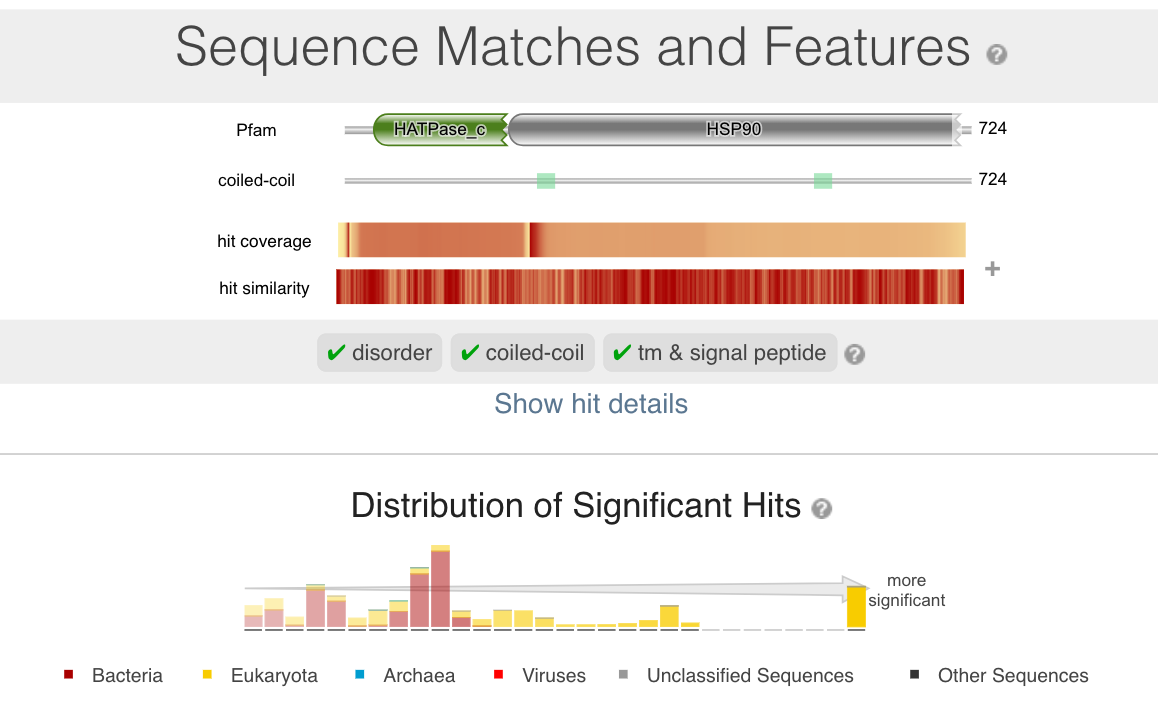 Sequence Matches and Features ?
Pfam HATPase_c HSP90 724
coiled-coil 724
hit coverage
+
hit similarity
✔ disorder ✔ coiled-coil ✔ tm & signal peptide ?
Show hit details
Distribution of Significant Hits ?
more
significant
Bacteria Eukaryota Archaea Viruses Unclassified Sequences Other Sequences